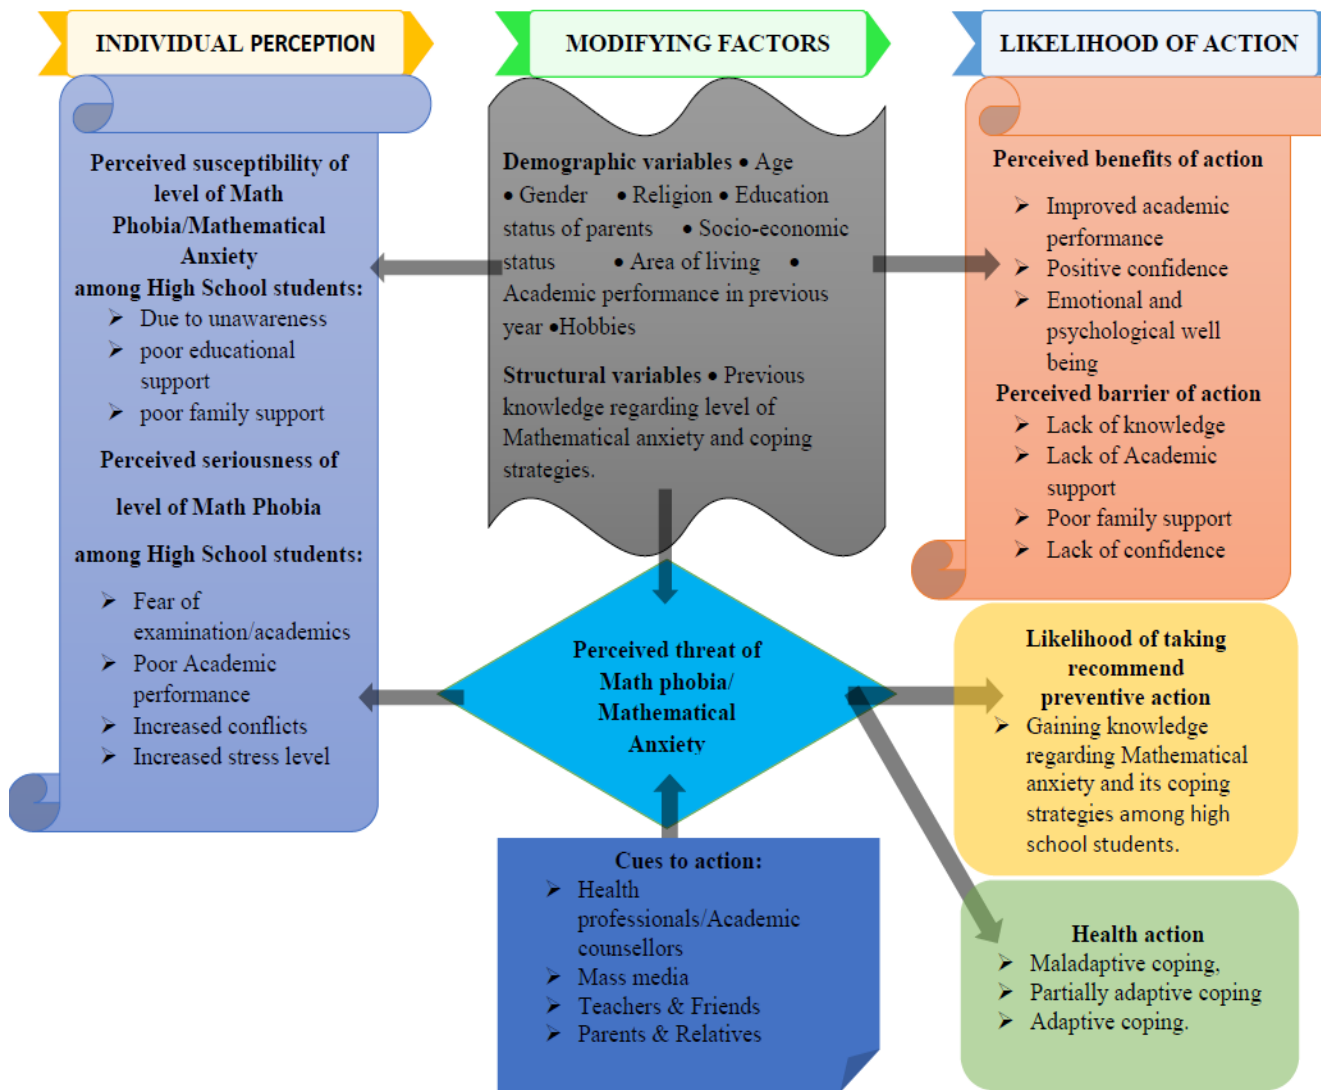 INDIVIDUAL PERCEPTION
MODIFYING FACTORS
LIKELIHOOD OF ACTION
Perceived susceptibility of
level of Math
Phobia/Mathematical
Anxiety
among High School students:
➢ Due to unawareness
➢ poor educational
support
➢ poor family support
Perceived seriousness of
level of Math Phobia
among High School students:
➢ Fear of
examination/academics
➢ Poor Academic
performance
➢ Increased conflicts
➢ Increased stress level
Demographic variables • Age
• Gender • Religion • Education
status of parents • Socio-economic
status • Area of living •
Academic performance in previous
year •Hobbies
Structural variables • Previous
knowledge regarding level of
Mathematical anxiety and coping
strategies.
Perceived threat of
Math phobia/
Mathematical
Anxiety
Cues to action:
➢ Health
professionals/Academic
counsellors
➢ Mass media
➢ Teachers & Friends
➢ Parents & Relatives
Perceived benefits of action
➢ Improved academic
performance
➢ Positive confidence
➢ Emotional and
psychological well
being
Perceived barrier of action
➢ Lack of knowledge
➢ Lack of Academic
support
➢ Poor family support
➢ Lack of confidence
Likelihood of taking
recommend
preventive action
➢ Gaining knowledge
regarding Mathematical
anxiety and its coping
strategies among high
school students.
Health action
➢ Maladaptive coping,
➢ Partially adaptive coping
➢ Adaptive coping.